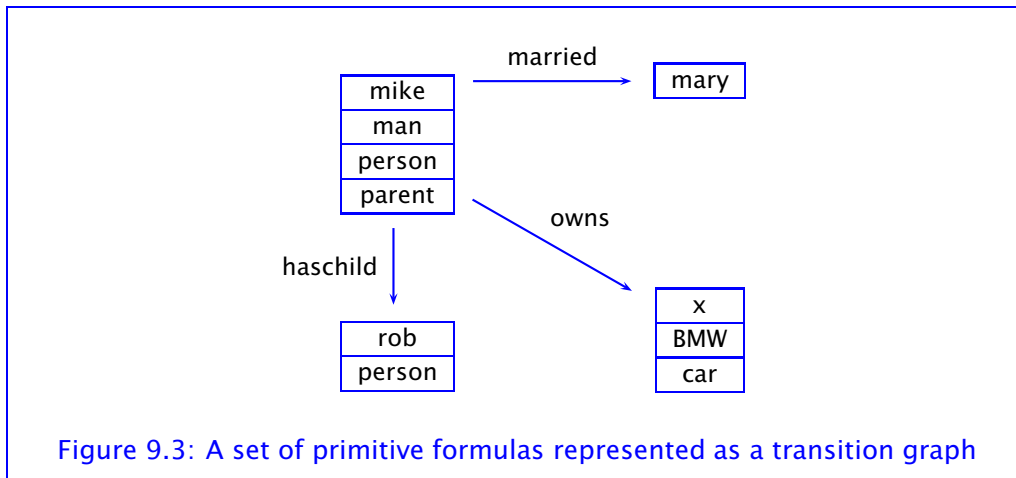 married
mike
mary
man
person
parent
owns
haschild
x
rob
BMW
person
car
Figure 9.3: A set of primitive formulas represented as a transition graph